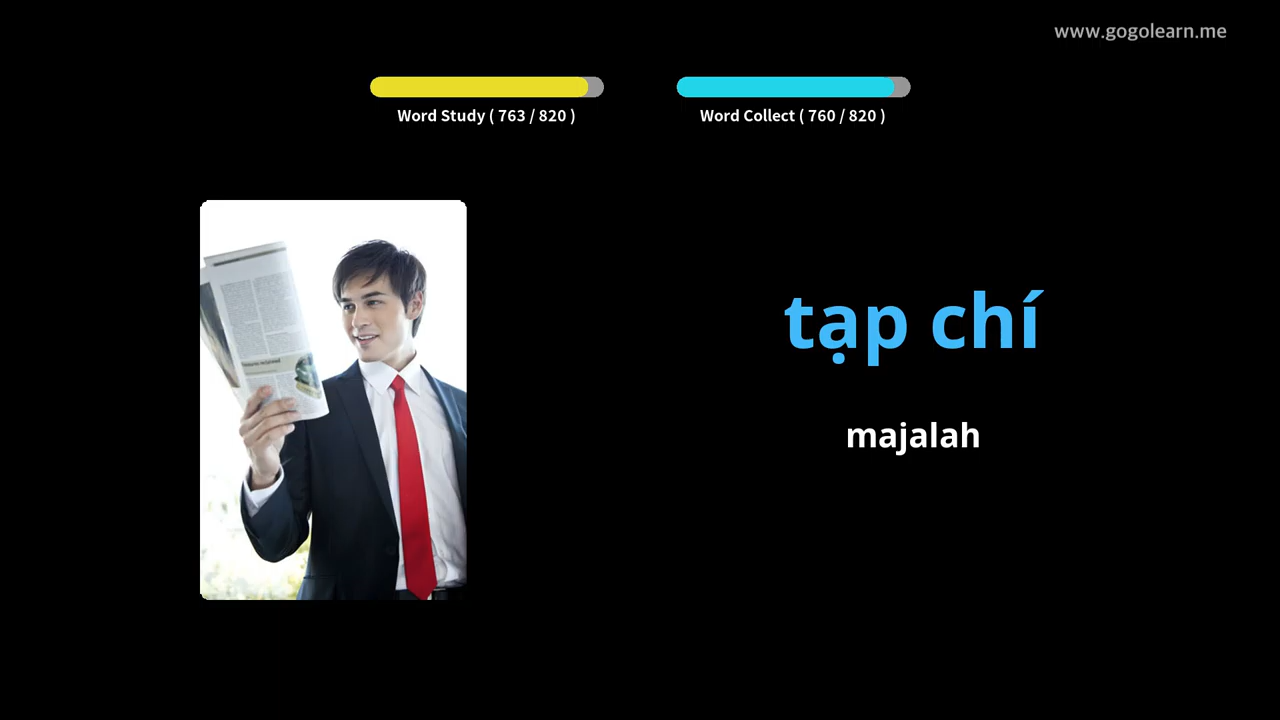 www.gogolearn.me
Word Study ( 763 / 820 )
Word Collect ( 760 / 820 )
tạp chí
majalah